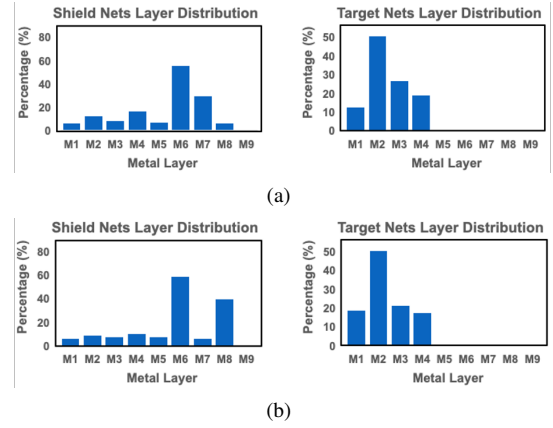 Shield Nets Layer Distribution
Percentage (%)
80
60
40
20
0
M1 M2 M3 M4 M5 M6 M7 M8 M9
Metal Layer
Target Nets Layer Distribution
Percentage (%)
50
40
30
20
10
0
M1 M2 M3 M4 M5 M6 M7 M8 M9
Metal Layer
(a)
Shield Nets Layer Distribution
Percentage (%)
80
60
40
20
0
M1 M2 M3 M4 M5 M6 M7 M8 M9
Metal Layer
Target Nets Layer Distribution
Percentage (%)
50
40
30
20
10
0
M1 M2 M3 M4 M5 M6 M7 M8 M9
Metal Layer
(b)